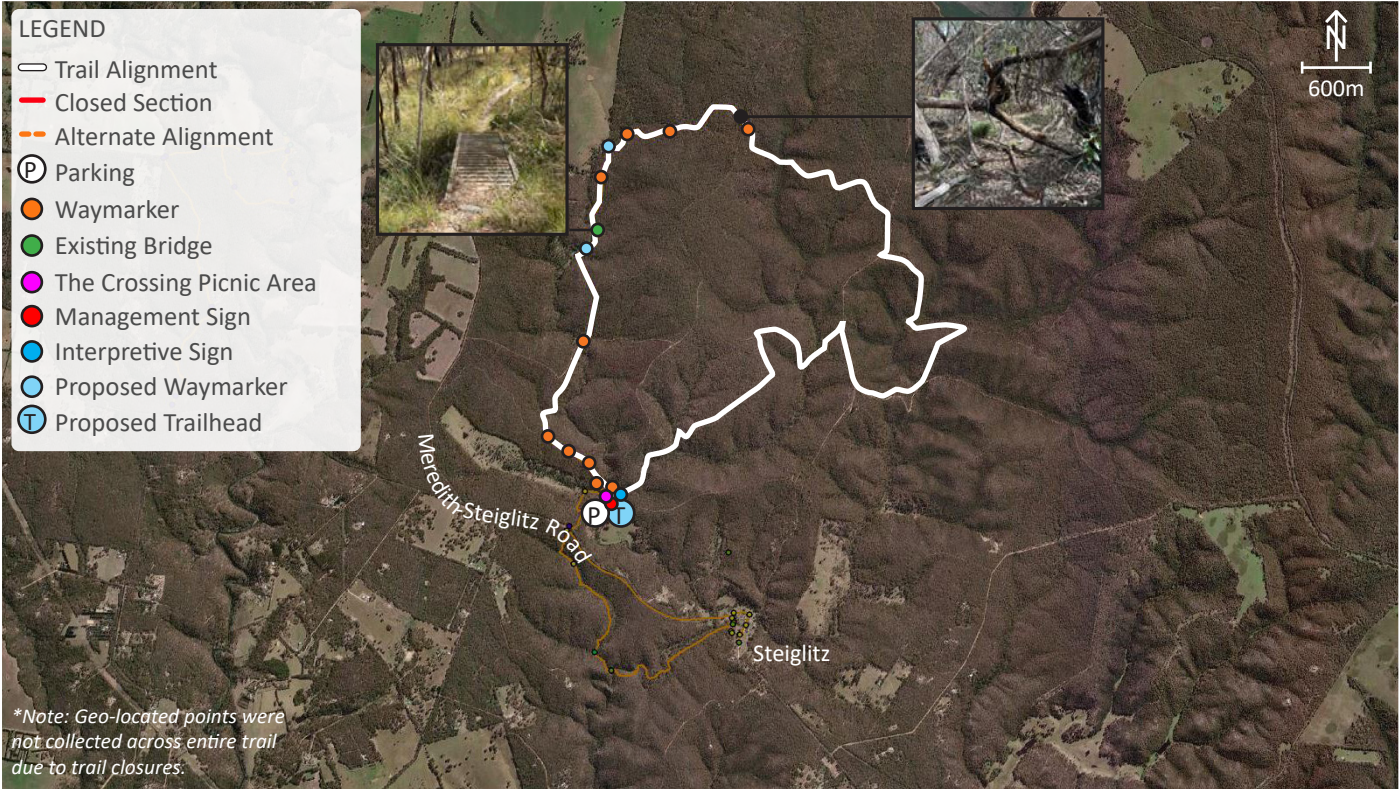 LEGEND
Trail Alignment
Closed Section
Alternate Alignment
P Parking
Waymarker
Existing Bridge
The Crossing Picnic Area
Management Sign
Interpretive Sign
Proposed Waymarker
T Proposed Trailhead
N
600m
Meredith-Steiglitz Road
P T
Steiglitz
*Note: Geo-located points were
not collected across entire trail
due to trail closures.